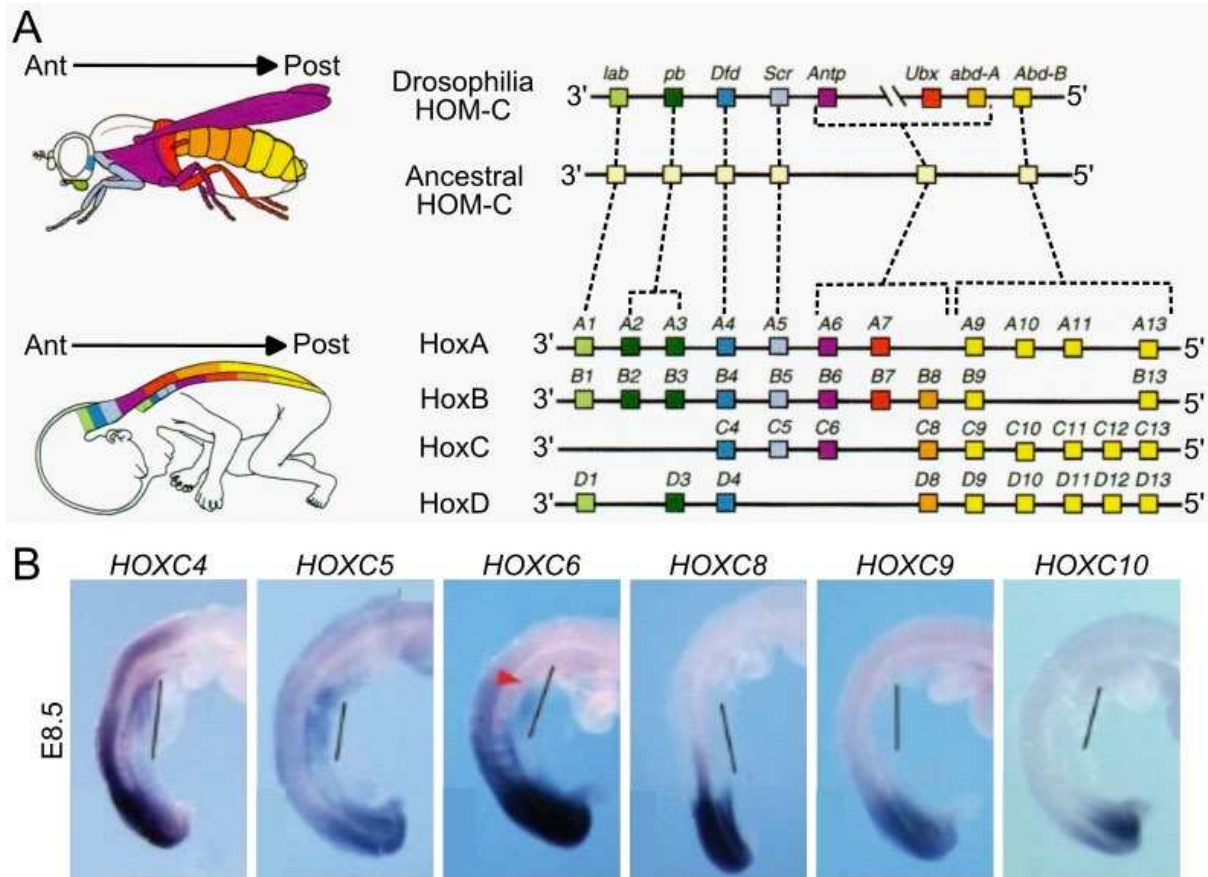 A
Ant Post
lab pb Dfd Scr Antp Ubx abd-A Abd-B
Drosophilia HOM-C 3' 5'
Ancestral HOM-C 3' 5'
Ant Post
A1 A2 A3 A4 A5 A6 A7 A9 A10 A11 A13
HoxA 3' 5'
B1 B2 B3 B4 B5 B6 B7 B8 B9 B13
HoxB 3' 5'
C4 C5 C6 C8 C9 C10 C11 C12 C13
HoxC 3' 5'
D1 D3 D4 D8 D9 D10 D11 D12 D13
HoxD 3' 5'
B
HOXC4 HOXC5 HOXC6 HOXC8 HOXC9 HOXC10
E8.5